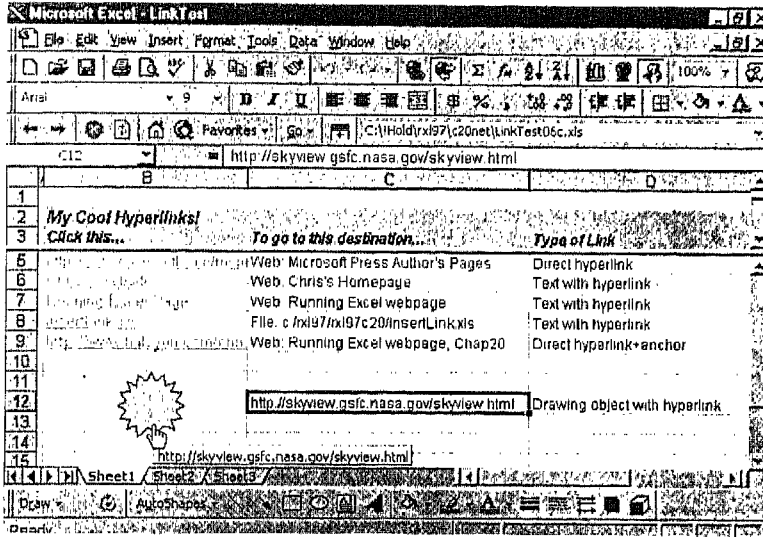 Microsoft Excel - LinkTest
File Edit View Insert Format Tools Data Window Help
100%
Arial 9 B I U $ % ,
Favorites Go C:\!Hold\rxl97\c20net\LinkTest06c.xls
C12 = http://skyview.gsfc.nasa.gov/skyview.html
B C D
1
2 My Cool Hyperlinks!
3 Click this... To go to this destination... Type of Link
5 Web: Microsoft Press Author's Pages Direct hyperlink
6 Web: Chris's Homepage Text with hyperlink
7 Web: Running Excel webpage Text with hyperlink
8 File: c:/rxl97/rxl97c20/InsertLink.xls Text with hyperlink
9 Web: Running Excel webpage, Chap20 Direct hyperlink+anchor
10
11
12 http://skyview.gsfc.nasa.gov/skyview.html Drawing object with hyperlink
13
14
15 http://skyview.gsfc.nasa.gov/skyview.html
Sheet1 Sheet2 Sheet3
Draw AutoShapes
Ready